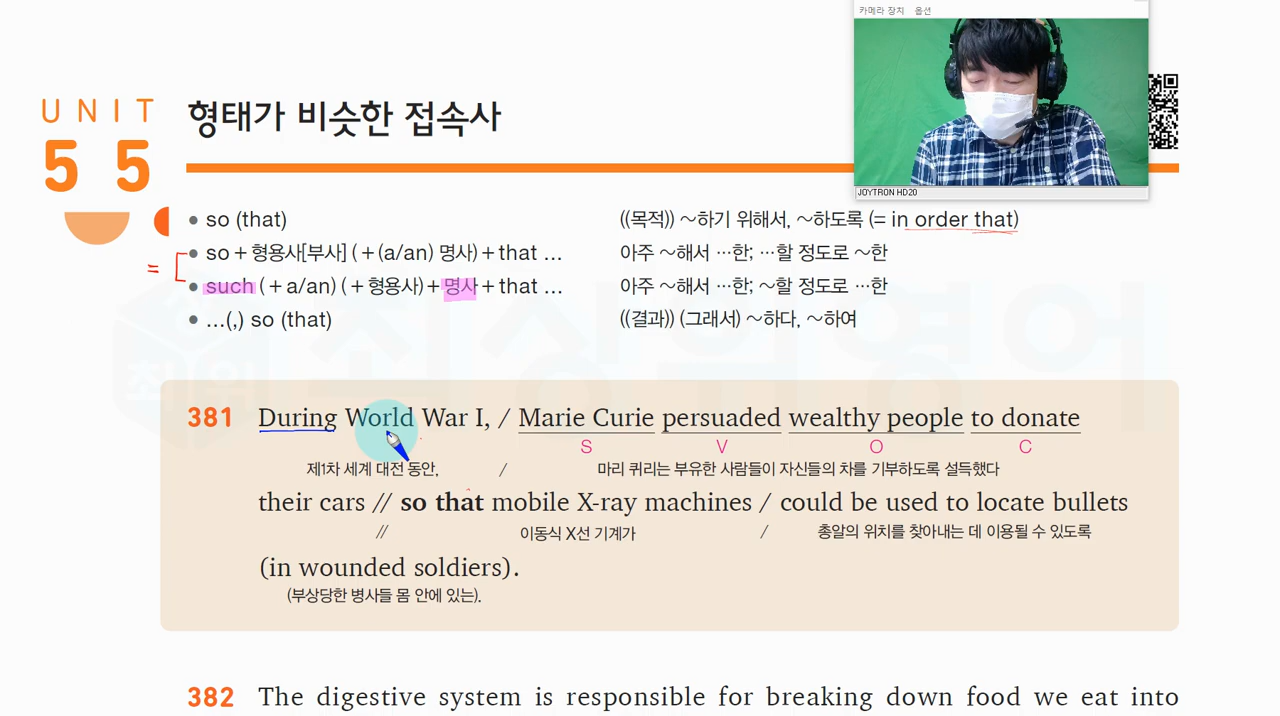 카메라 장치 옵션
JOYTRON HD20
UNIT
55
형태가 비슷한 접속사
• so (that) ((목적)) ~하기 위해서, ~하도록 (= in order that)
= • so + 형용사[부사] (+ (a/an) 명사) + that … 아주 ~해서 …한; …할 정도로 ~한
• such (+ a/an) (+ 형용사) + 명사 + that … 아주 ~해서 …한; ~할 정도로 …한
• …(,) so (that) ((결과)) (그래서) ~하다, ~하여
최상위영어
381 During World War I, / Marie Curie persuaded wealthy people to donate
S V O C
제1차 세계 대전 동안, / 마리 퀴리는 부유한 사람들이 자신들의 차를 기부하도록 설득했다
their cars // so that mobile X-ray machines / could be used to locate bullets
// 이동식 X선 기계가 / 총알의 위치를 찾아내는 데 이용될 수 있도록
(in wounded soldiers).
(부상당한 병사들 몸 안에 있는).
382 The digestive system is responsible for breaking down food we eat into